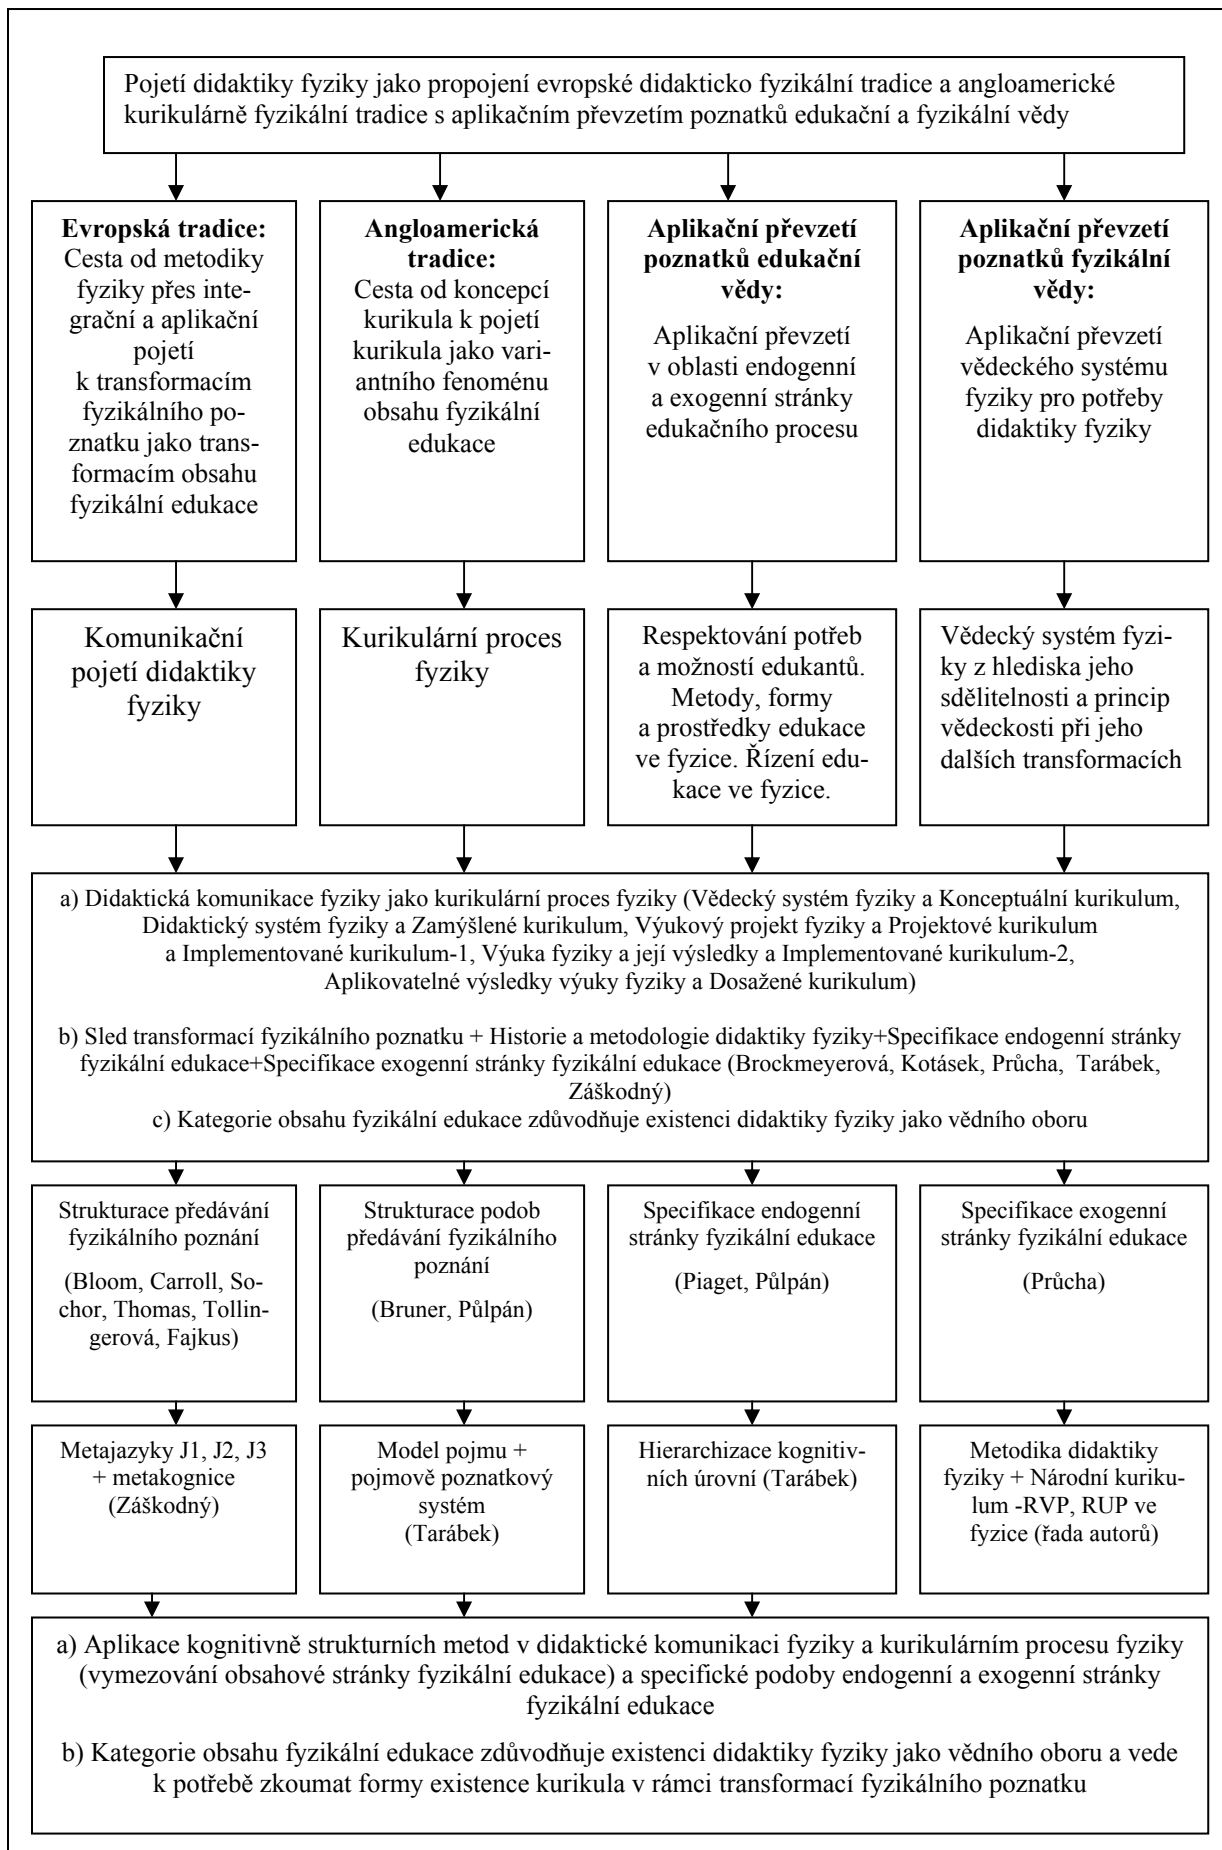 Pojetí didaktiky fyziky jako propojení evropské didakticko fyzikální tradice a angloamerické
kurikulárně fyzikální tradice s aplikačním převzetím poznatků edukační a fyzikální vědy
Evropská tradice:
Cesta od metodiky
fyziky přes inte-
grační a aplikační
pojetí
k transformacím
fyzikálního po-
znatku jako trans-
formacím obsahu
fyzikální edukace
Angloamerická
tradice:
Cesta od koncepcí
kurikula k pojetí
kurikula jako vari-
antního fenoménu
obsahu fyzikální
edukace
Aplikační převzetí
poznatků edukační
vědy:
Aplikační převzetí
v oblasti endogenní
a exogenní stránky
edukačního procesu
Aplikační převzetí
poznatků fyzikální
vědy:
Aplikační převzetí
vědeckého systému
fyziky pro potřeby
didaktiky fyziky
Komunikační
pojetí didaktiky
fyziky
Kurikulární proces
fyziky
Respektování potřeb
a možností edukantů.
Metody, formy
a prostředky edukace
ve fyzice. Řízení edu-
kace ve fyzice.
Vědecký systém fyzi-
ky z hlediska jeho
sdělitelnosti a princip
vědeckosti při jeho
dalších transformacích
a) Didaktická komunikace fyziky jako kurikulární proces fyziky (Vědecký systém fyziky a Konceptuální kurikulum,
Didaktický systém fyziky a Zamýšlené kurikulum, Výukový projekt fyziky a Projektové kurikulum
a Implementované kurikulum-1, Výuka fyziky a její výsledky a Implementované kurikulum-2,
Aplikovatelné výsledky výuky fyziky a Dosažené kurikulum)
b) Sled transformací fyzikálního poznatku + Historie a metodologie didaktiky fyziky+Specifikace endogenní stránky
fyzikální edukace+Specifikace exogenní stránky fyzikální edukace (Brockmeyerová, Kotásek, Průcha, Tarábek,
Záškodný)
c) Kategorie obsahu fyzikální edukace zdůvodňuje existenci didaktiky fyziky jako vědního oboru
Strukturace předávání
fyzikálního poznání
(Bloom, Carroll, So-
chor, Thomas, Tollin-
gerová, Fajkus)
Strukturace podob
předávání fyzikálního
poznání
(Bruner, Půlpán)
Specifikace endogenní
stránky fyzikální edukace
(Piaget, Půlpán)
Specifikace exogenní
stránky fyzikální edukace
(Průcha)
Metajazyky J1, J2, J3
+ metakognice
(Záškodný)
Model pojmu +
pojmově poznatkový
systém
(Tarábek)
Hierarchizace kognitiv-
ních úrovní (Tarábek)
Metodika didaktiky
fyziky + Národní kuriku-
lum -RVP, RUP ve
fyzice (řada autorů)
a) Aplikace kognitivně strukturních metod v didaktické komunikaci fyziky a kurikulárním procesu fyziky
(vymezování obsahové stránky fyzikální edukace) a specifické podoby endogenní a exogenní stránky
fyzikální edukace
b) Kategorie obsahu fyzikální edukace zdůvodňuje existenci didaktiky fyziky jako vědního oboru a vede
k potřebě zkoumat formy existence kurikula v rámci transformací fyzikálního poznatku